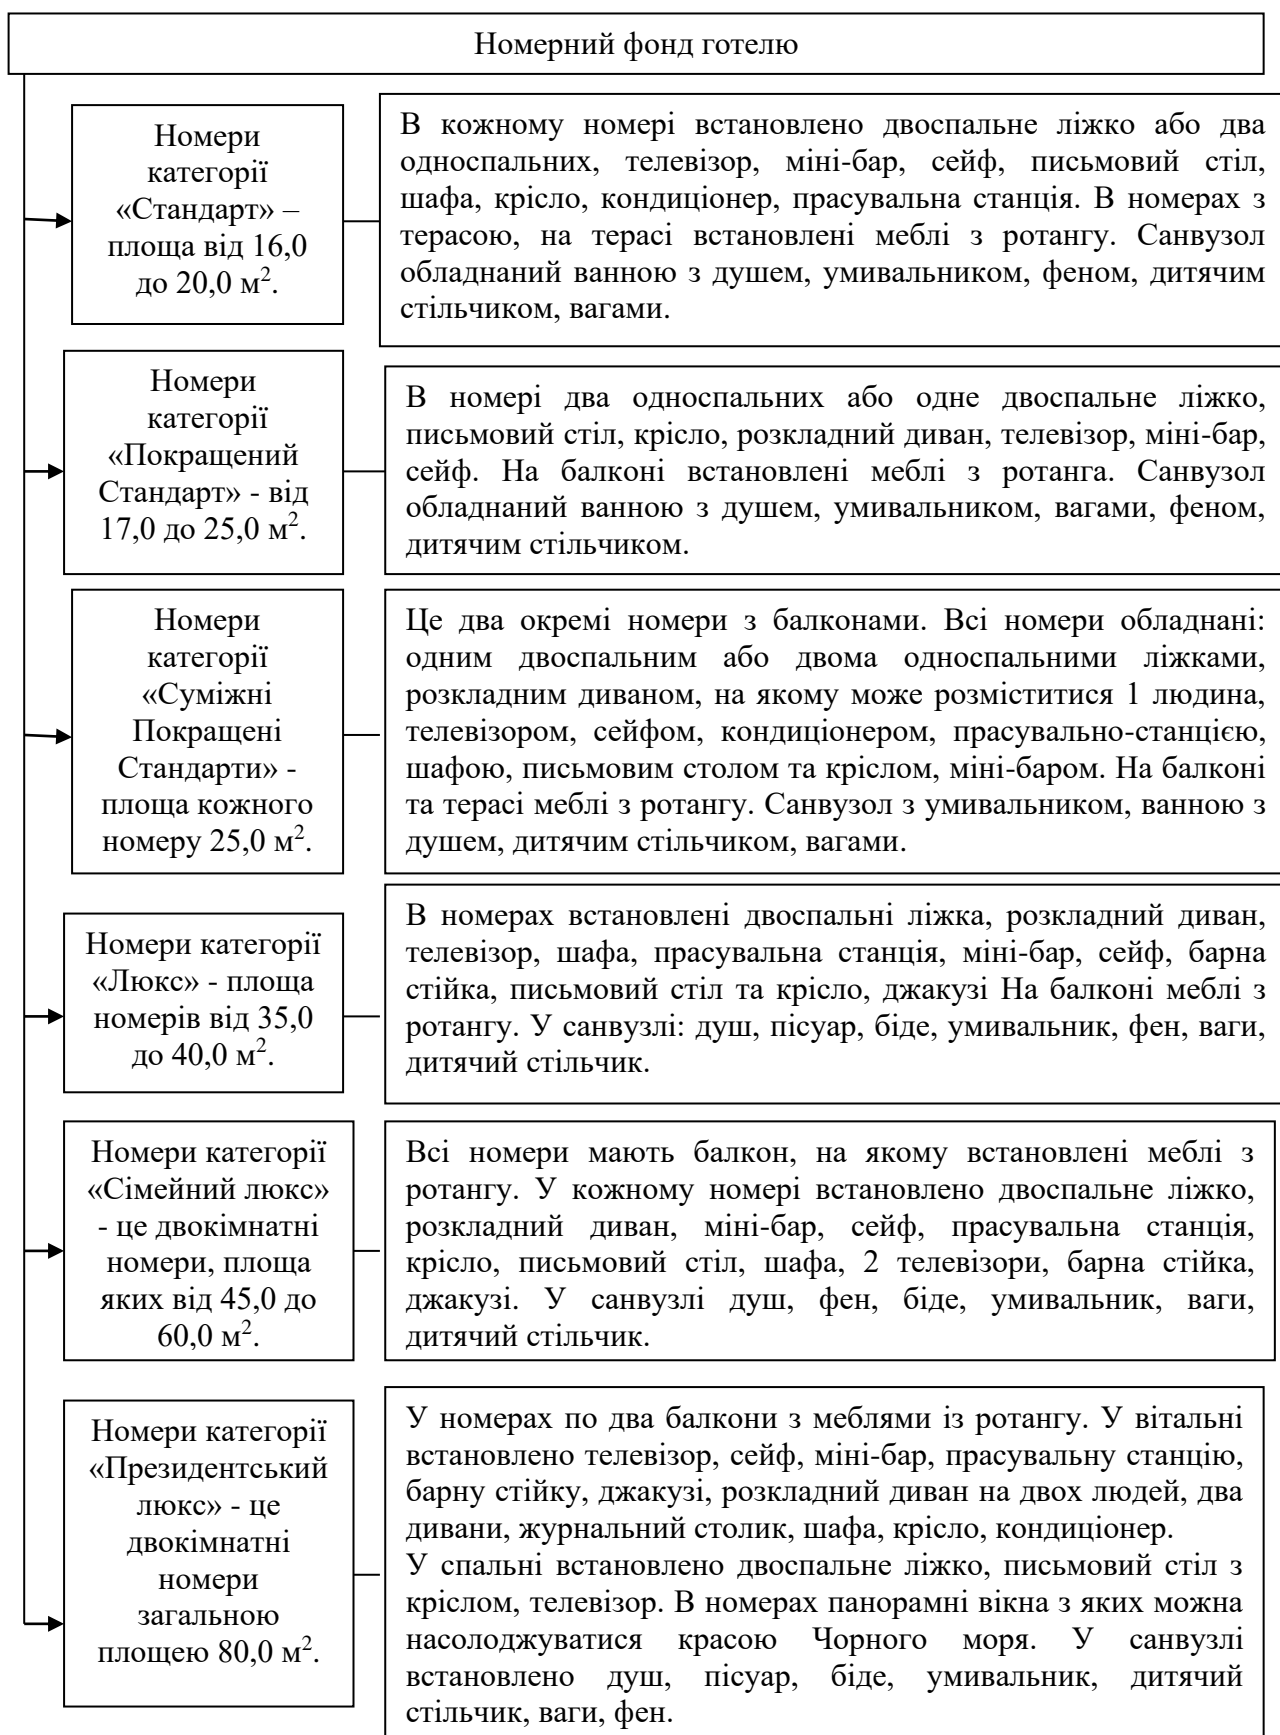 Номерний фонд готелю
Номери
категорії
«Стандарт» –
площа від 16,0
до 20,0 м².
В кожному номері встановлено двоспальне ліжко або два
односпальних, телевізор, міні-бар, сейф, письмовий стіл,
шафа, крісло, кондиціонер, прасувальна станція. В номерах з
терасою, на терасі встановлені меблі з ротангу. Санвузол
обладнаний ванною з душем, умивальником, феном, дитячим
стільчиком, вагами.
Номери
категорії
«Покращений
Стандарт» - від
17,0 до 25,0 м².
В номері два односпальних або одне двоспальне ліжко,
письмовий стіл, крісло, розкладний диван, телевізор, міні-бар,
сейф. На балконі встановлені меблі з ротанга. Санвузол
обладнаний ванною з душем, умивальником, вагами, феном,
дитячим стільчиком.
Номери
категорії
«Суміжні
Покращені
Стандарти» -
площа кожного
номеру 25,0 м².
Це два окремі номери з балконами. Всі номери обладнані:
одним двоспальним або двома односпальними ліжками,
розкладним диваном, на якому може розміститися 1 людина,
телевізором, сейфом, кондиціонером, прасувально-станцією,
шафою, письмовим столом та кріслом, міні-баром. На балконі
та терасі меблі з ротангу. Санвузол з умивальником, ванною з
душем, дитячим стільчиком, вагами.
Номери категорії
«Люкс» - площа
номерів від 35,0
до 40,0 м².
В номерах встановлені двоспальні ліжка, розкладний диван,
телевізор, шафа, прасувальна станція, міні-бар, сейф, барна
стійка, письмовий стіл та крісло, джакузі На балконі меблі з
ротангу. У санвузлі: душ, пісуар, біде, умивальник, фен, ваги,
дитячий стільчик.
Номери категорії
«Сімейний люкс»
- це двокімнатні
номери, площа
яких від 45,0 до
60,0 м².
Всі номери мають балкон, на якому встановлені меблі з
ротангу. У кожному номері встановлено двоспальне ліжко,
розкладний диван, міні-бар, сейф, прасувальна станція,
крісло, письмовий стіл, шафа, 2 телевізори, барна стійка,
джакузі. У санвузлі душ, фен, біде, умивальник, ваги,
дитячий стільчик.
Номери категорії
«Президентський
люкс» - це
двокімнатні
номери
загальною
площею 80,0 м².
У номерах по два балкони з меблями із ротангу. У вітальні
встановлено телевізор, сейф, міні-бар, прасувальну станцію,
барну стійку, джакузі, розкладний диван на двох людей, два
дивани, журнальний столик, шафа, крісло, кондиціонер.
У спальні встановлено двоспальне ліжко, письмовий стіл з
кріслом, телевізор. В номерах панорамні вікна з яких можна
насолоджуватися красою Чорного моря. У санвузлі
встановлено душ, пісуар, біде, умивальник, дитячий
стільчик, ваги, фен.